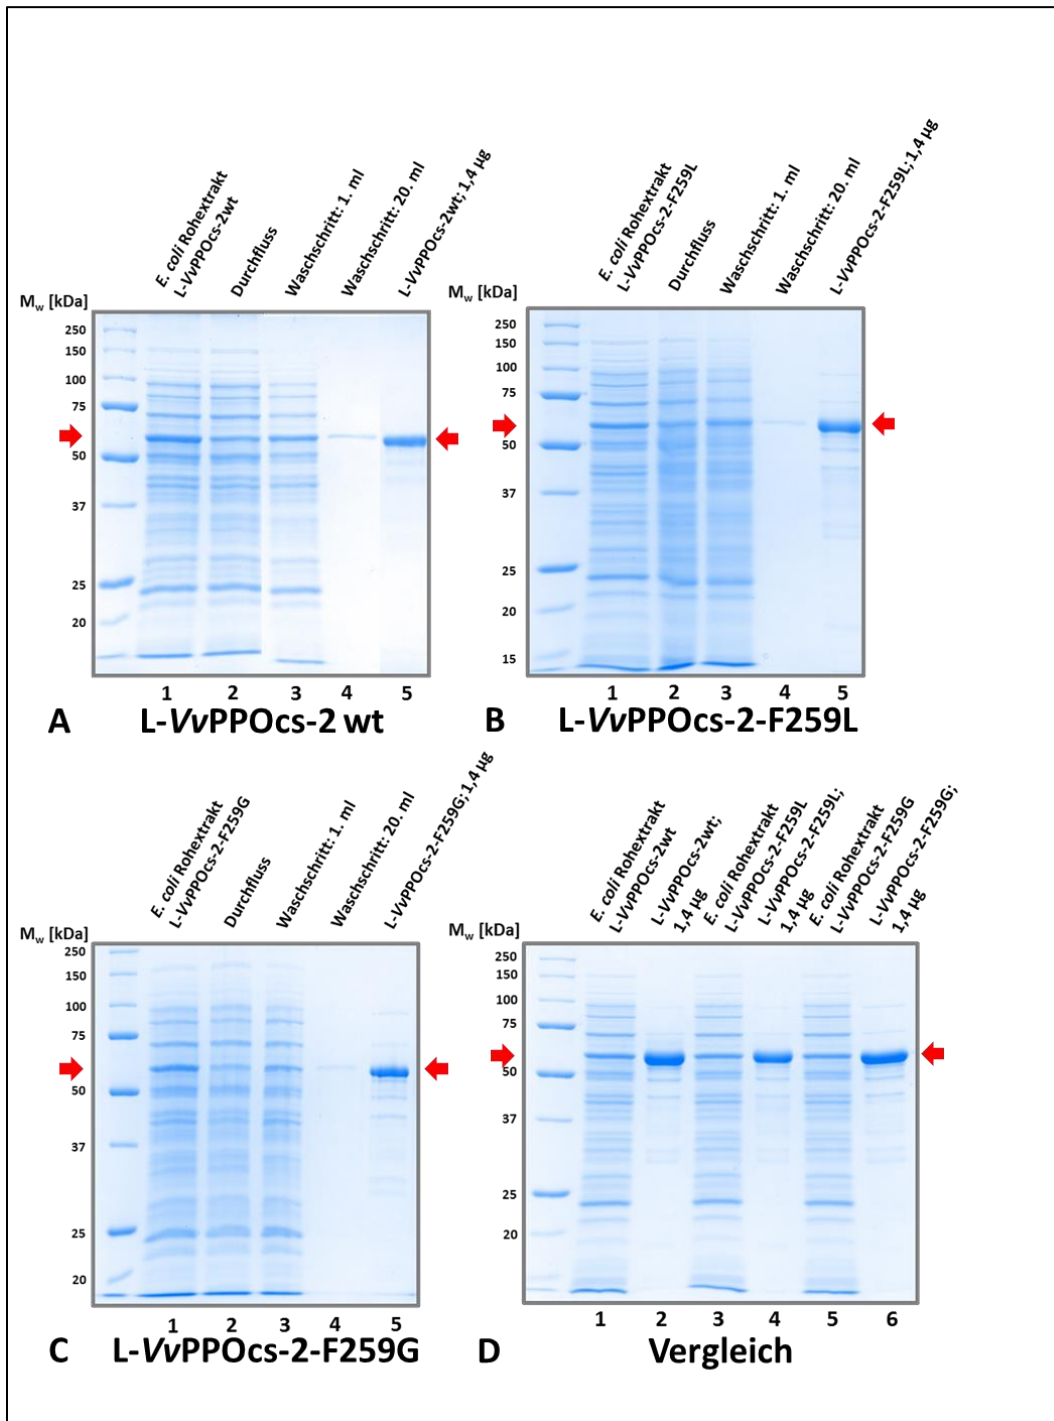 E. coli Rohextrakt
L-VvPPOcs-2wt
Durchfluss
Waschschritt: 1. ml
Waschschritt: 20. ml
L-VvPPOcs-2wt; 1,4 µg
Mw [kDa]
250
150
100
75
50
37
25
20
1 2 3 4 5
A L-VvPPOcs-2 wt
E. coli Rohextrakt
L-VvPPOcs-2-F259L
Durchfluss
Waschschritt: 1. ml
Waschschritt: 20. ml
L-VvPPOcs-2-F259L; 1,4 µg
Mw [kDa]
250
150
100
75
50
37
25
20
15
1 2 3 4 5
B L-VvPPOcs-2-F259L
E. coli Rohextrakt
L-VvPPOcs-2-F259G
Durchfluss
Waschschritt: 1. ml
Waschschritt: 20. ml
L-VvPPOcs-2-F259G; 1,4 µg
Mw [kDa]
250
150
100
75
50
37
25
20
1 2 3 4 5
C L-VvPPOcs-2-F259G
E. coli Rohextrakt
L-VvPPOcs-2wt
L-VvPPOcs-2wt;
1,4 µg
E. coli Rohextrakt
L-VvPPOcs-2-F259L
L-VvPPOcs-2-F259L;
1,4 µg
E. coli Rohextrakt
L-VvPPOcs-2-F259G
L-VvPPOcs-2-F259G;
1,4 µg
Mw [kDa]
250
150
100
75
50
37
25
20
1 2 3 4 5 6
D Vergleich